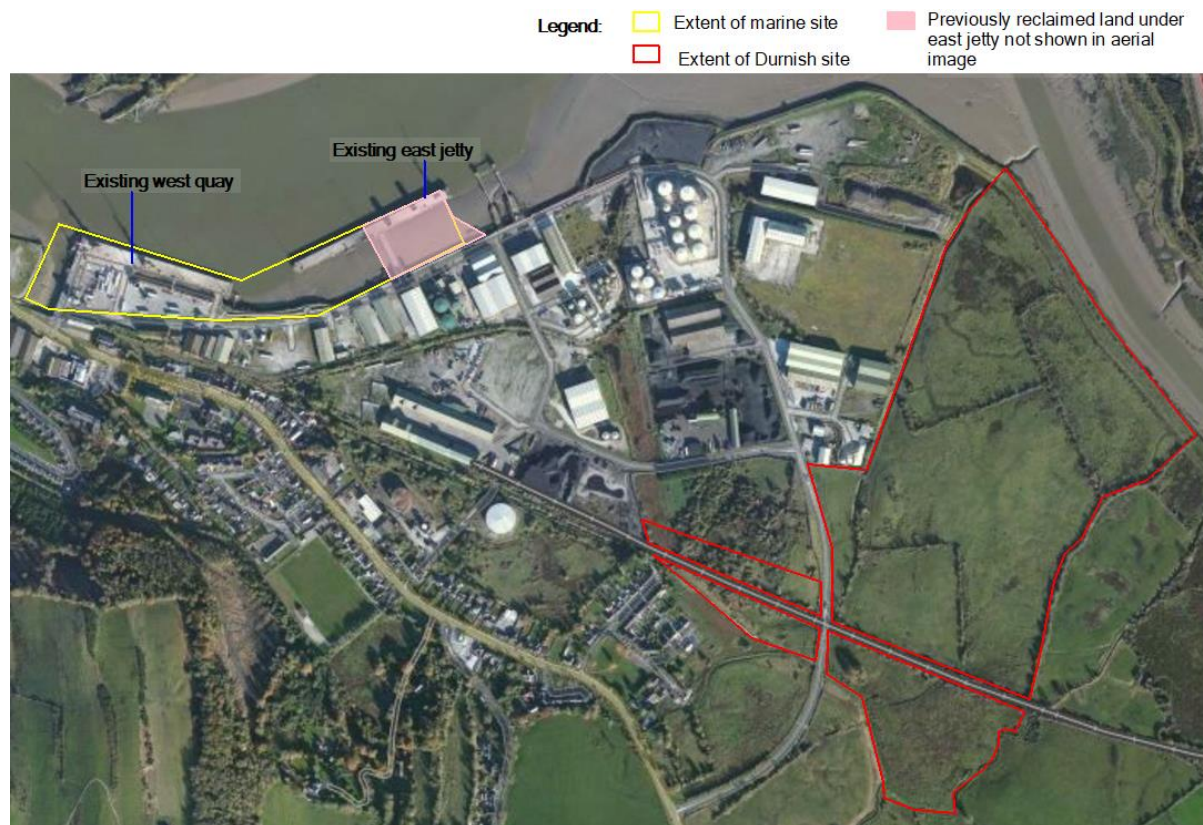 Legend:
Extent of marine site
Extent of Durnish site
Previously reclaimed land under
east jetty not shown in aerial
image
Existing east jetty
Existing west quay